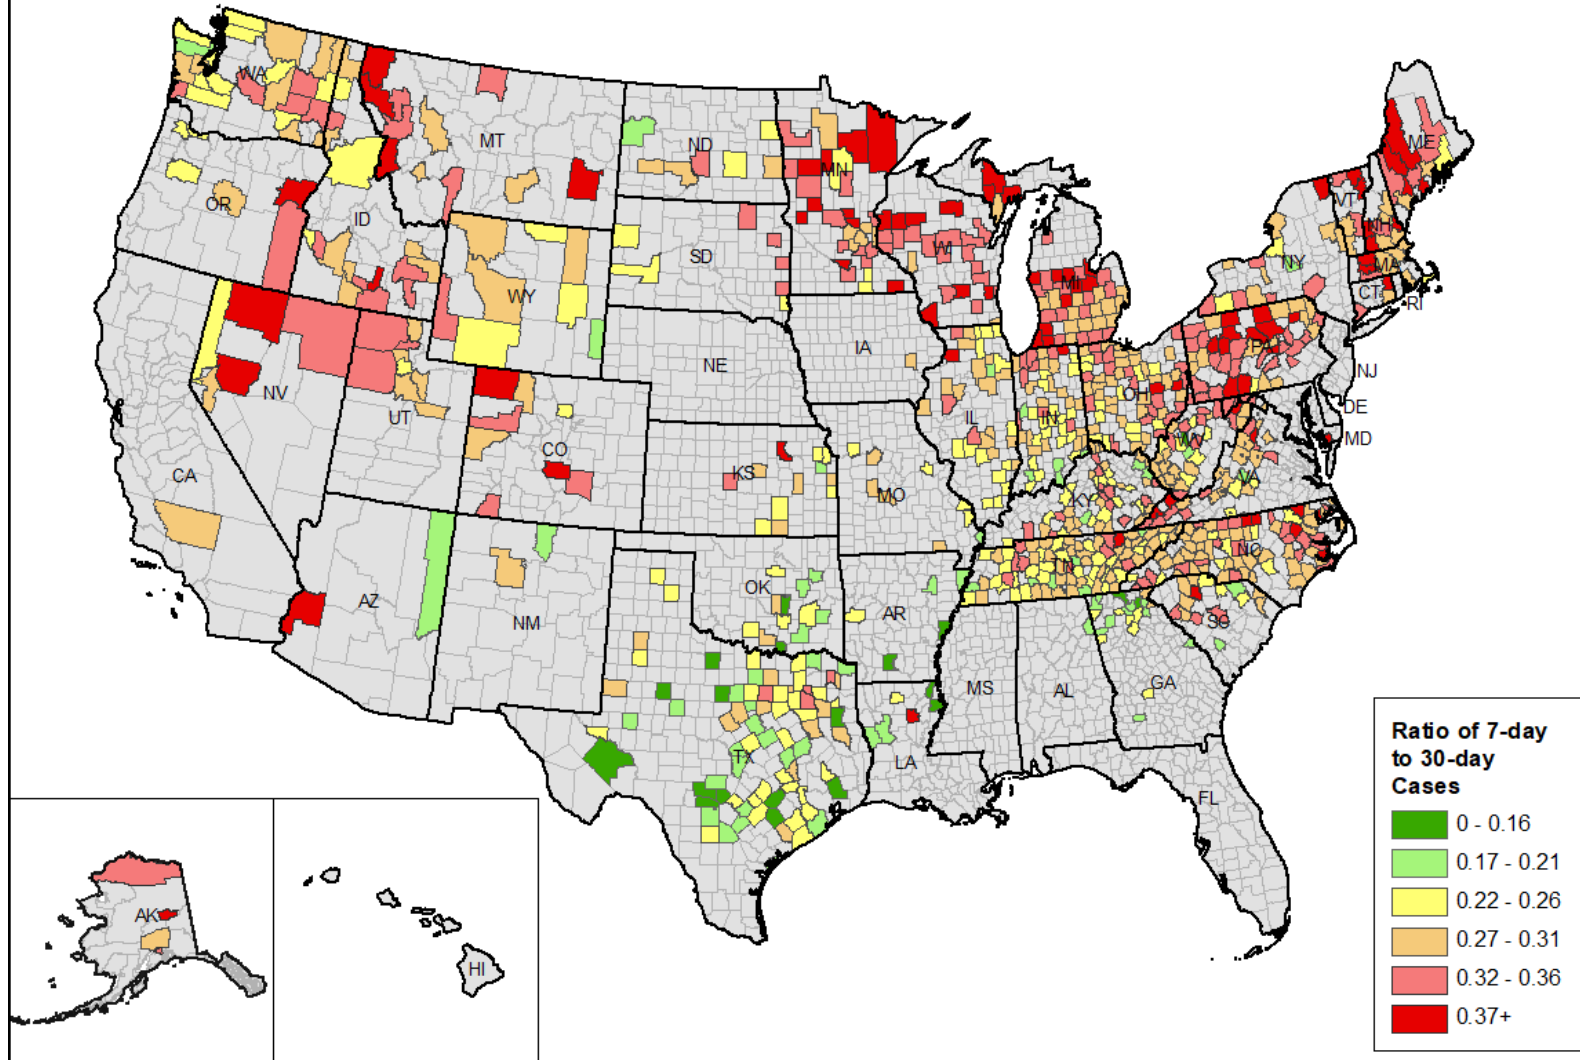 WA
MT
ND
MN
ME
OR
ID
SD
WI
VT
NH
NY
MA
MI
CT
RI
WY
IA
NE
PA
NJ
NV
UT
IL
IN
OH
DE
CO
MD
CA
KS
MO
WV
KY
VA
AZ
NM
OK
AR
TN
NC
SC
MS
AL
GA
TX
LA
FL
AK
HI
Ratio of 7-day
to 30-day
Cases
0 - 0.16
0.17 - 0.21
0.22 - 0.26
0.27 - 0.31
0.32 - 0.36
0.37+